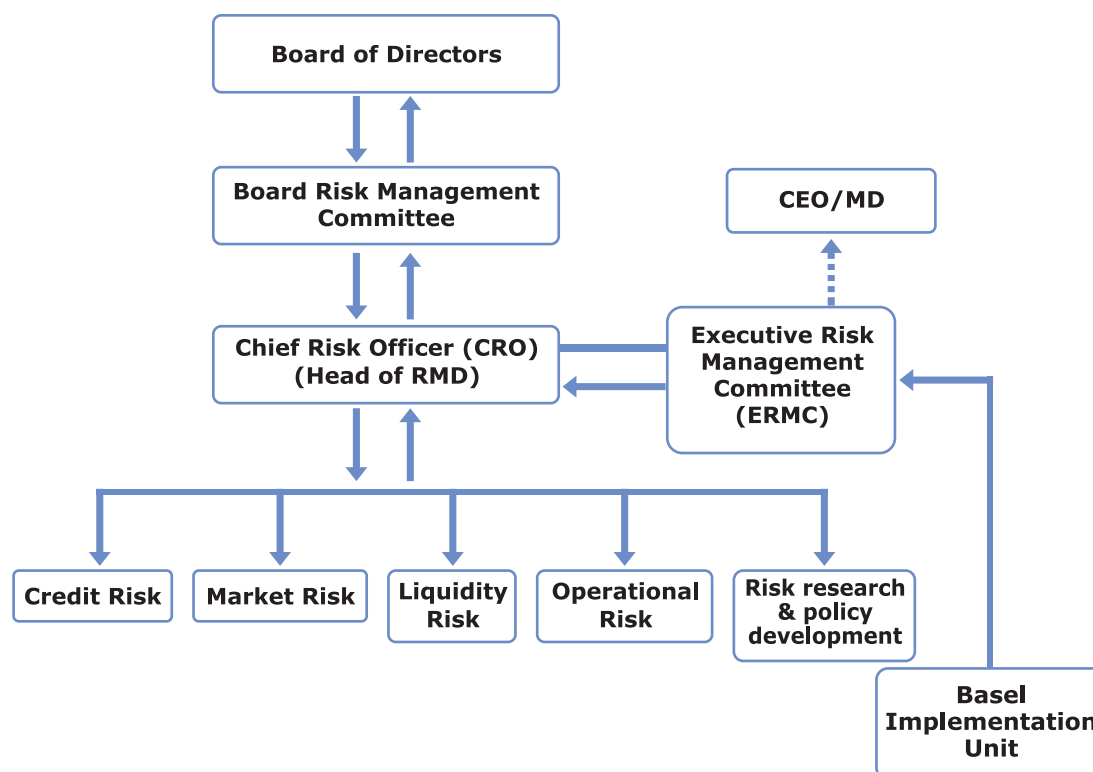 Board of Directors
Board Risk Management
Committee
CEO/MD
Chief Risk Officer (CRO)
(Head of RMD)
Executive Risk
Management
Committee
(ERMC)
Credit Risk
Market Risk
Liquidity
Risk
Operational
Risk
Risk research
& policy
development
Basel
Implementation
Unit